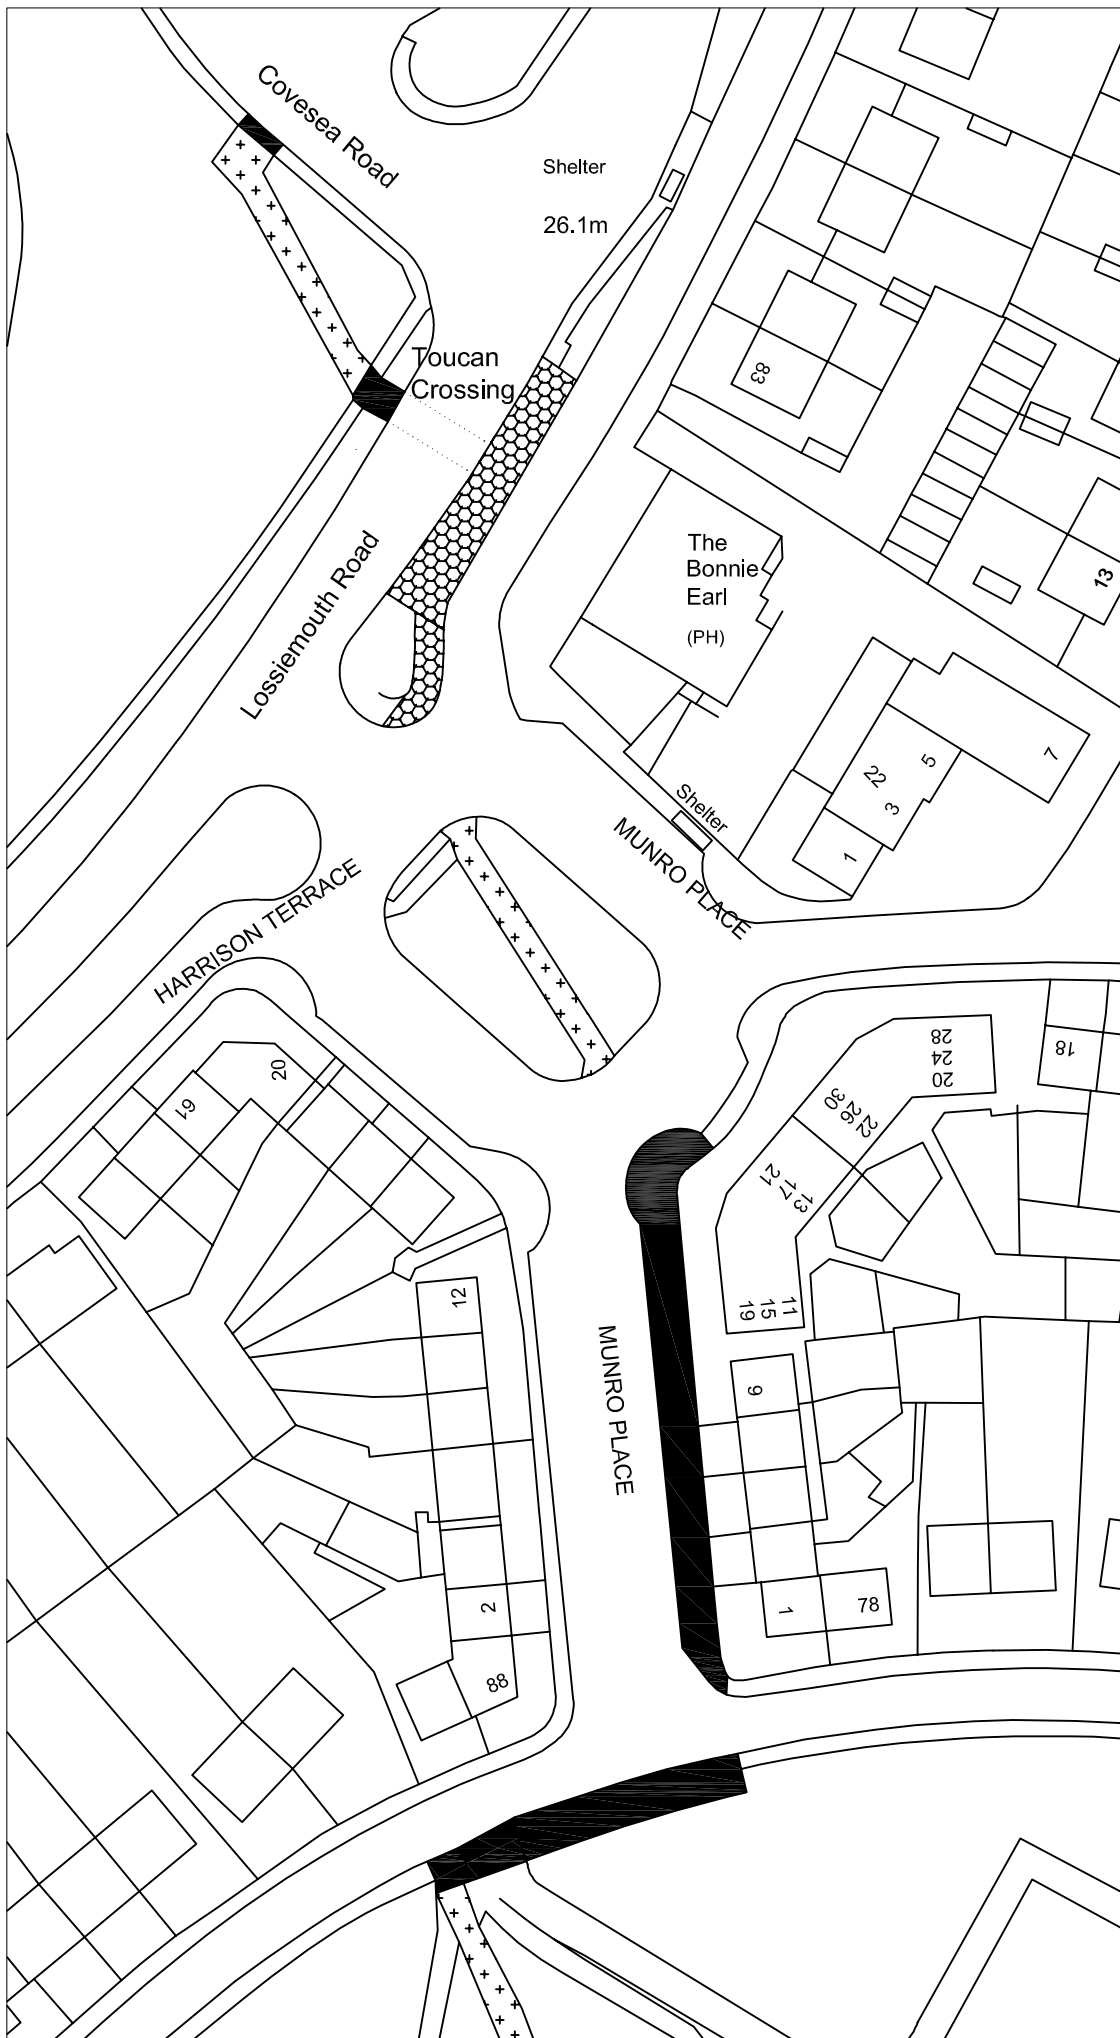 Covesea Road
Shelter
26.1m
Toucan
Crossing
83
Lossiemouth Road
The
Bonnie
Earl
(PH)
13
7
5
22
3
1
Shelter
MUNRO PLACE
HARRISON TERRACE
28
24
20
18
30
26
22
20
19
21
17
13
12
19
15
11
MUNRO PLACE
9
2
1
78
88